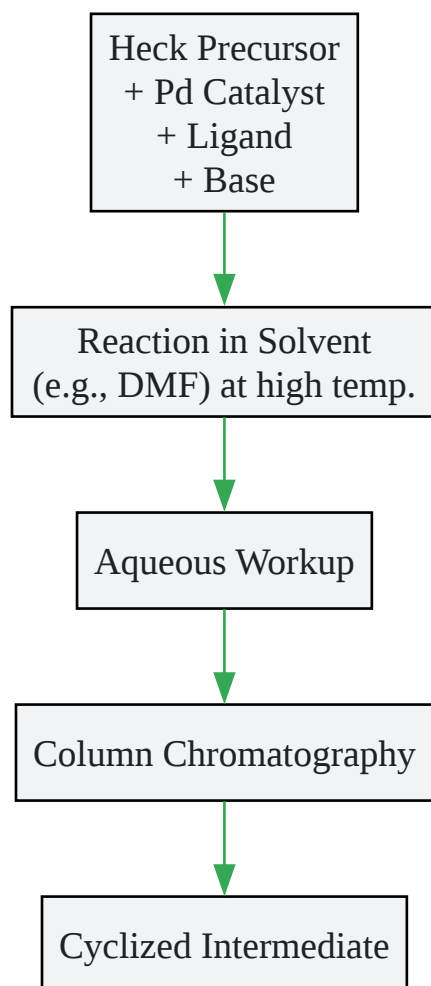 Heck Precursor
+ Pd Catalyst
+ Ligand
+ Base
Reaction in Solvent
(e.g., DMF) at high temp.
Aqueous Workup
Column Chromatography
Cyclized Intermediate